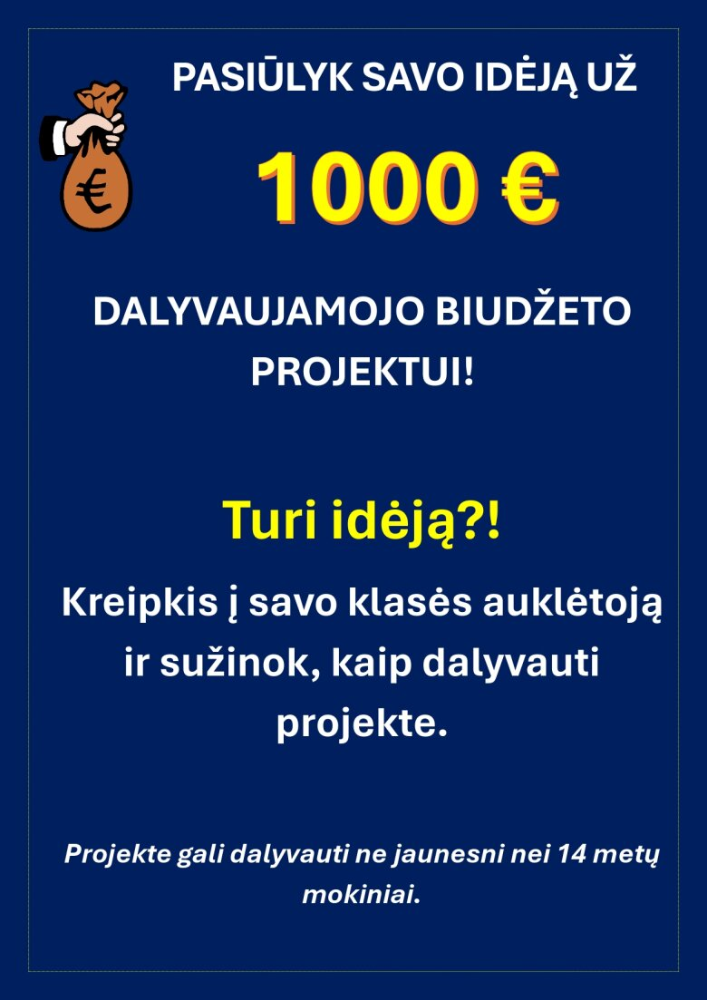 PASIŪLYK SAVO IDĖJĄ UŽ
1000 €
€
DALYVAUJAMOJO BIUDŽETO
PROJEKTUI!
Turi idėją?!
Kreipkis į savo klasės auklėtoją
ir sužinok, kaip dalyvauti
projekte.
Projekte gali dalyvauti ne jaunesni nei 14 metų
mokiniai.